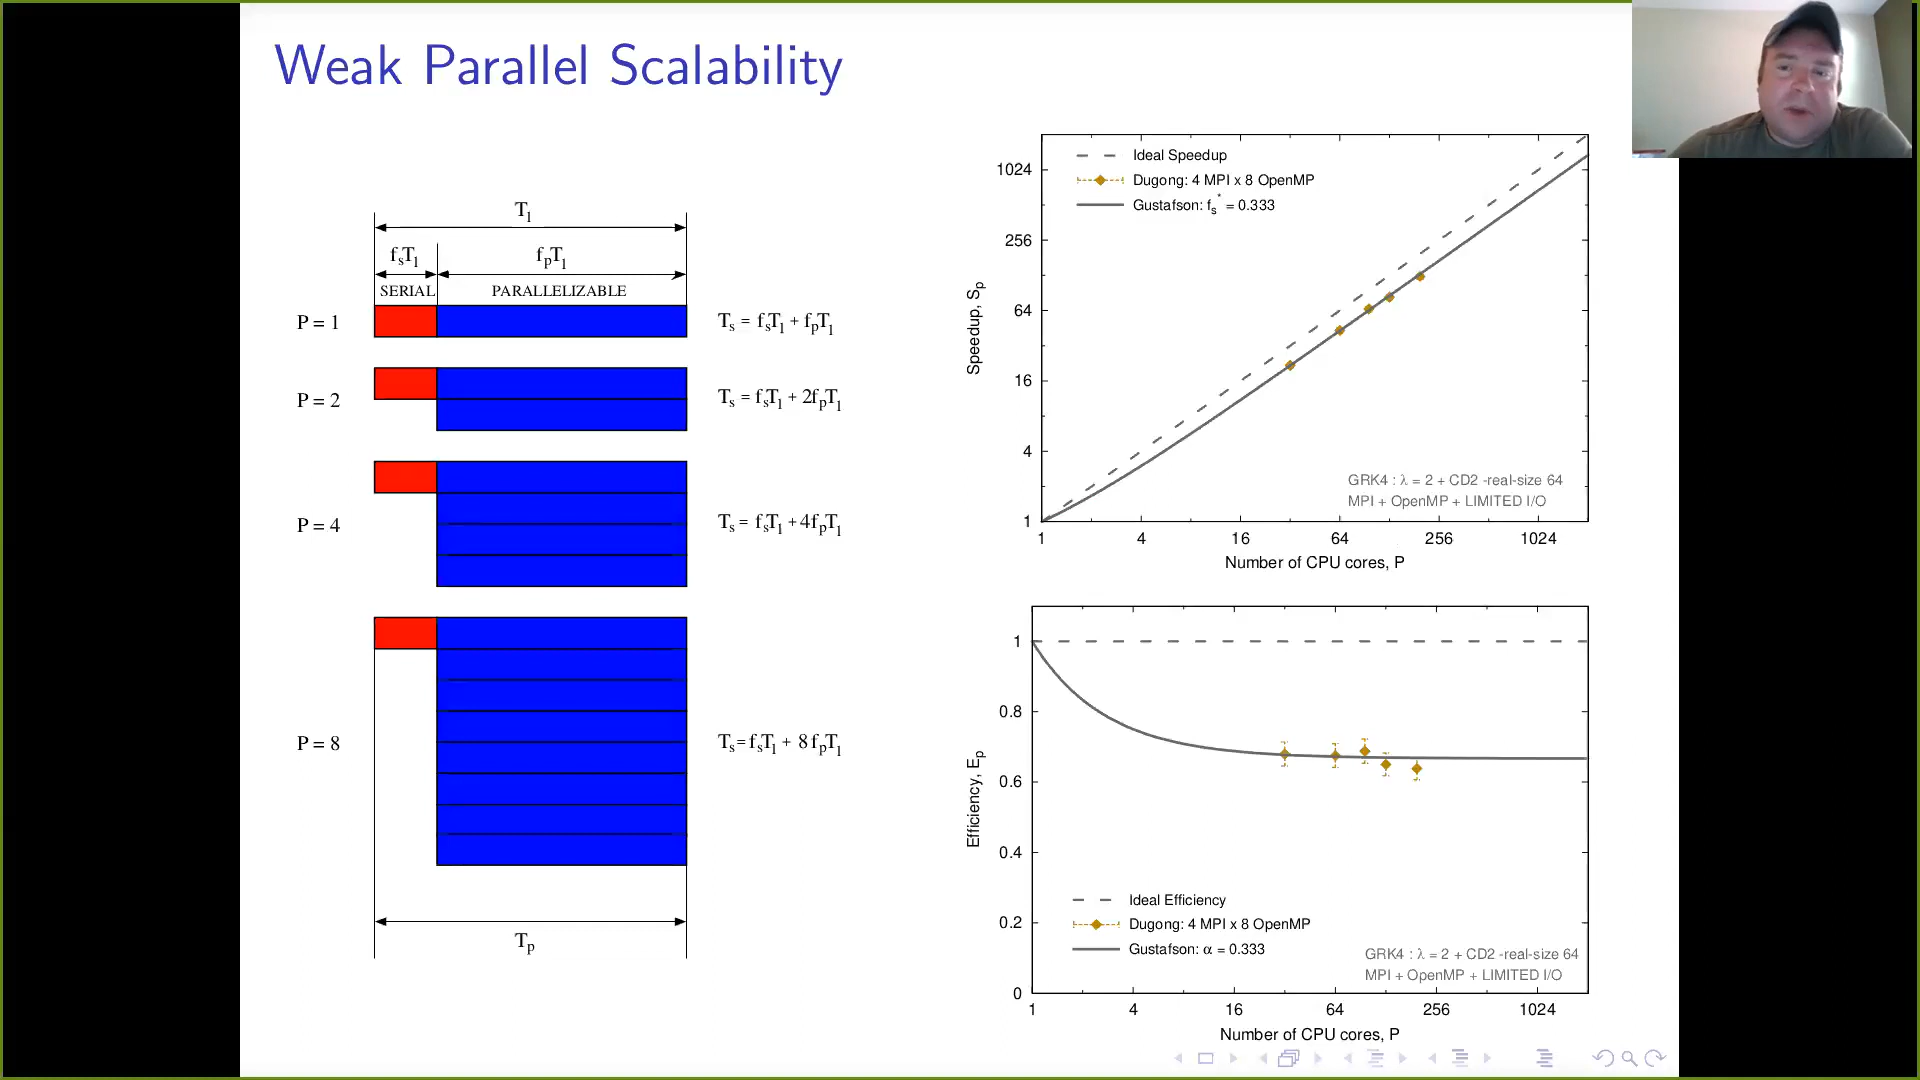 Weak Parallel Scalability
T1
fsT1
fpT1
SERIAL
PARALLELIZABLE
P = 1
Ts = fsT1 + fpT1
P = 2
Ts = fsT1 + 2fpT1
P = 4
Ts = fsT1 + 4fpT1
P = 8
Ts = fsT1 + 8fpT1
Tp
Ideal Speedup
Dugong: 4 MPI x 8 OpenMP
Gustafson: fs* = 0.333
Speedup, Sp
1024
256
64
16
4
1
GRK4 : λ = 2 + CD2 -real-size 64
MPI + OpenMP + LIMITED I/O
1 4 16 64 256 1024
Number of CPU cores, P
Efficiency, Ep
1
0.8
0.6
0.4
0.2
0
Ideal Efficiency
Dugong: 4 MPI x 8 OpenMP
Gustafson: α = 0.333
GRK4 : λ = 2 + CD2 -real-size 64
MPI + OpenMP + LIMITED I/O
1 4 16 64 256 1024
Number of CPU cores, P